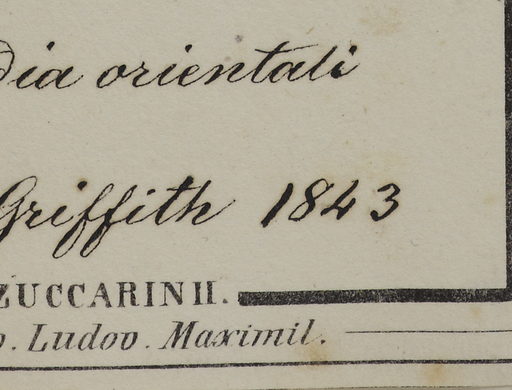 dia orientali
Griffith 1843
ZUCCARINII.
Ludov. Maximil.